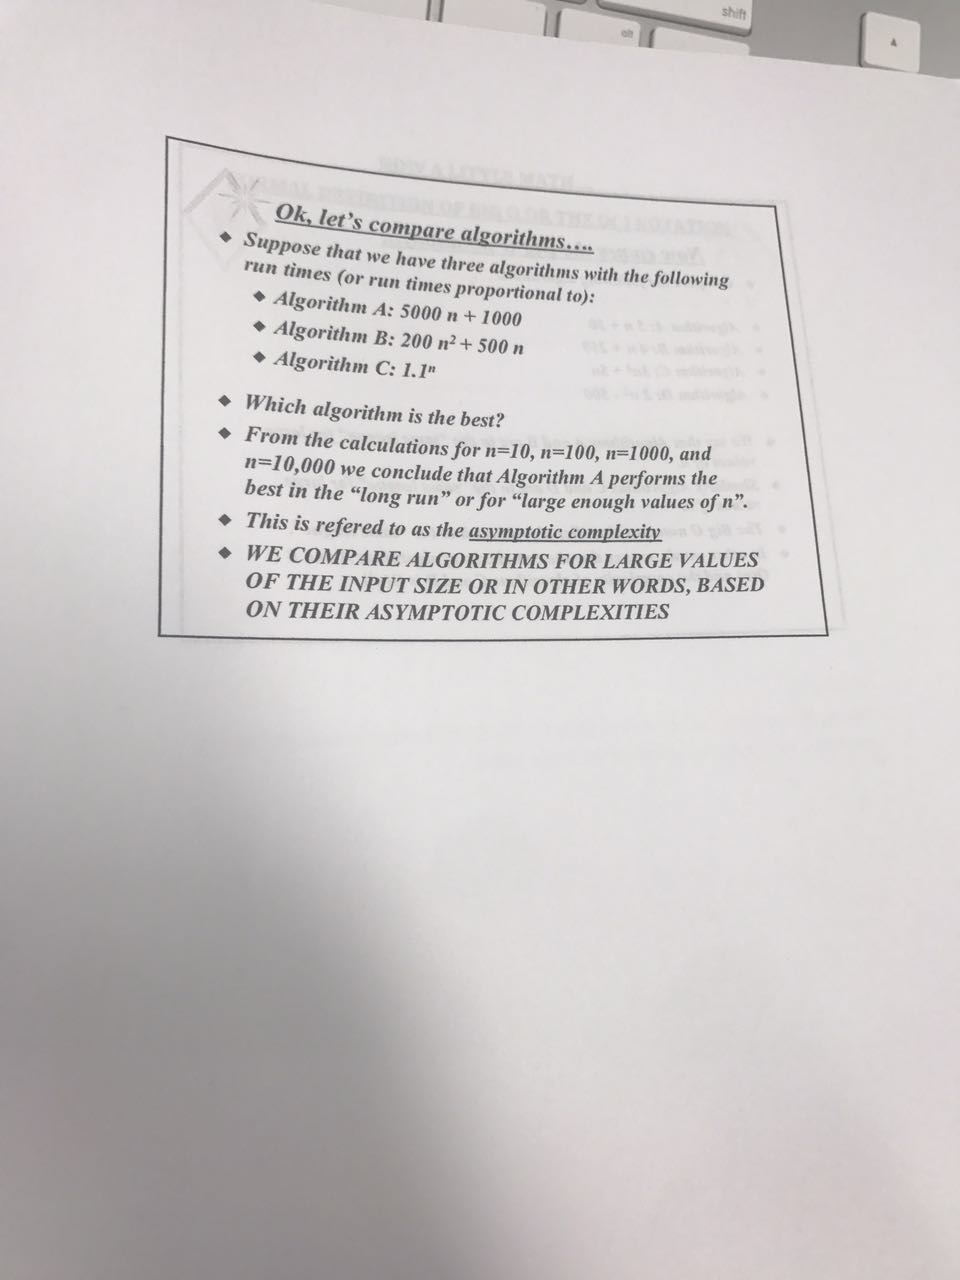 shift
alt
▲
Ok, let's compare algorithms….
◆ Suppose that we have three algorithms with the following
run times (or run times proportional to):
◆ Algorithm A: 5000 n + 1000
◆ Algorithm B: 200 n² + 500 n
◆ Algorithm C: 1.1ⁿ
◆ Which algorithm is the best?
◆ From the calculations for n=10, n=100, n=1000, and
n=10,000 we conclude that Algorithm A performs the
best in the “long run” or for “large enough values of n”.
◆ This is refered to as the asymptotic complexity
◆ WE COMPARE ALGORITHMS FOR LARGE VALUES
OF THE INPUT SIZE OR IN OTHER WORDS, BASED
ON THEIR ASYMPTOTIC COMPLEXITIES